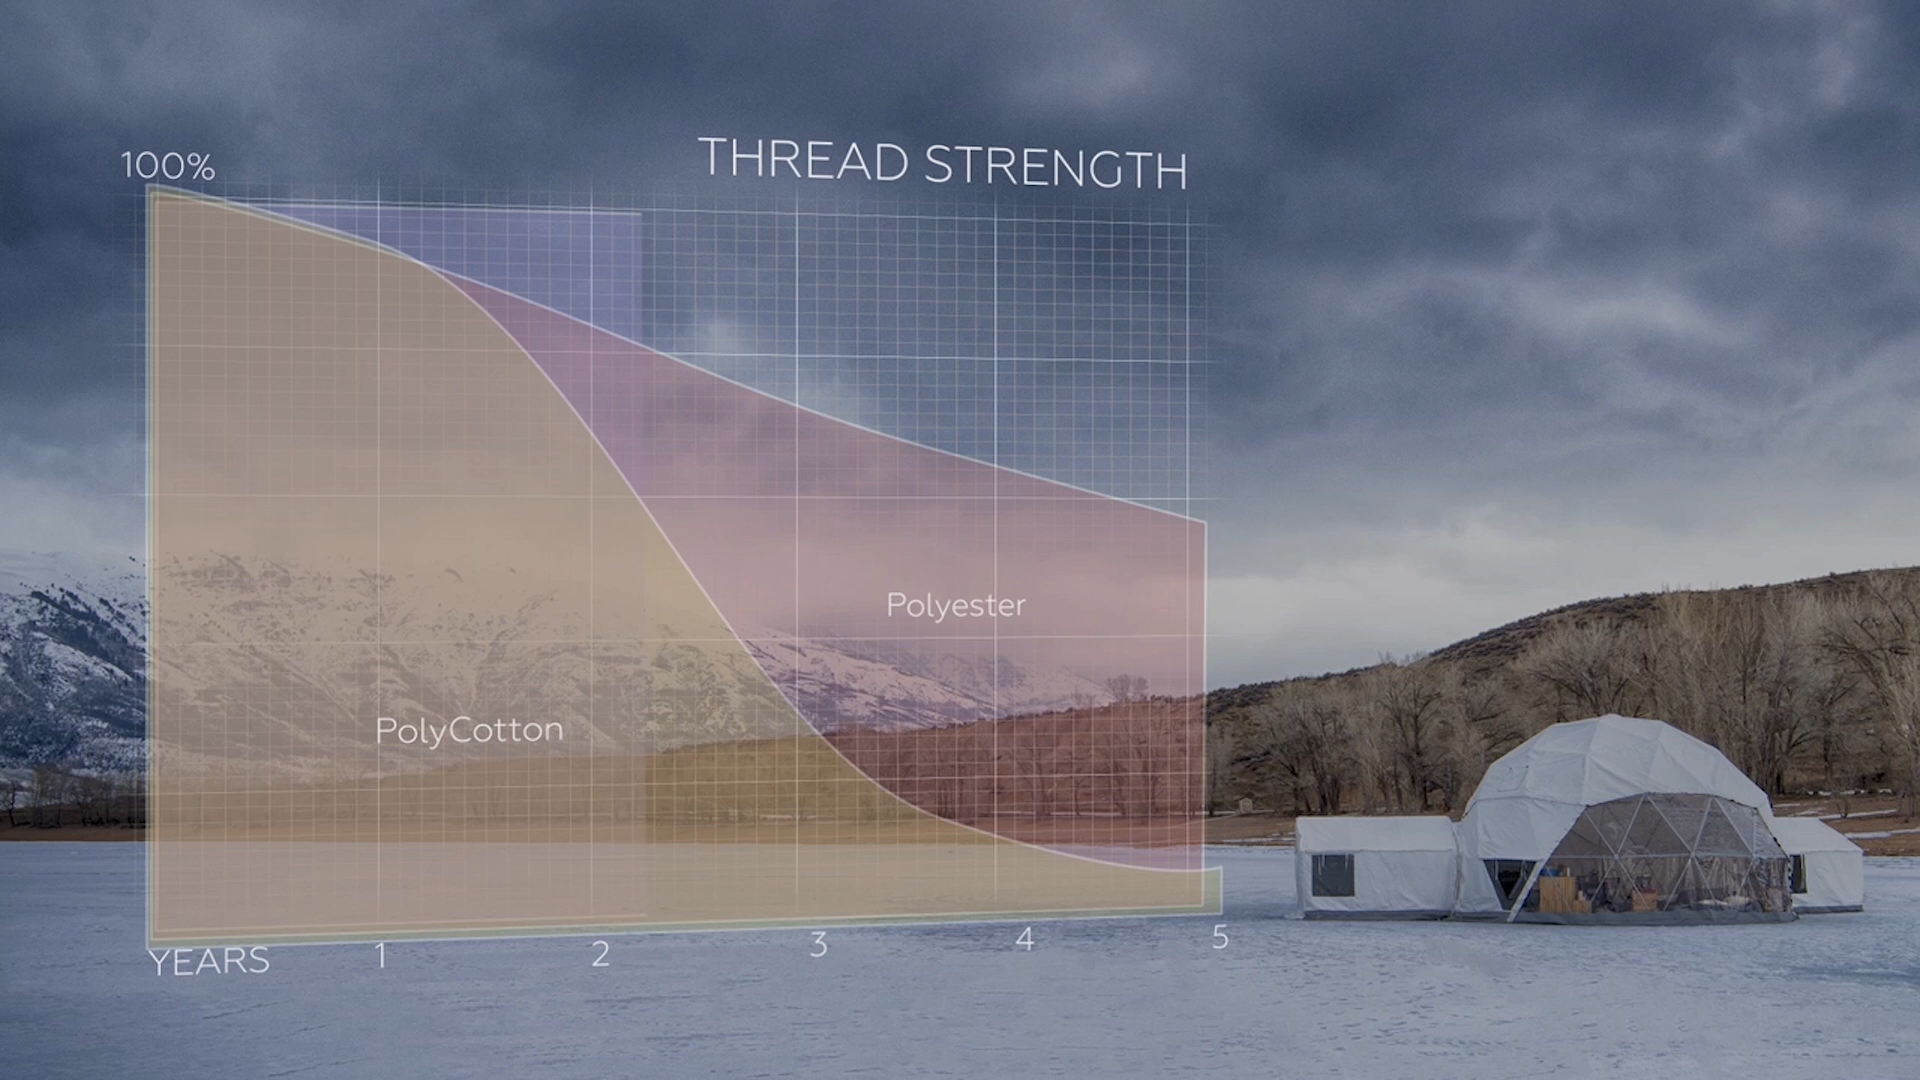 THREAD STRENGTH
100%
Polyester
PolyCotton
YEARS 1 2 3 4 5